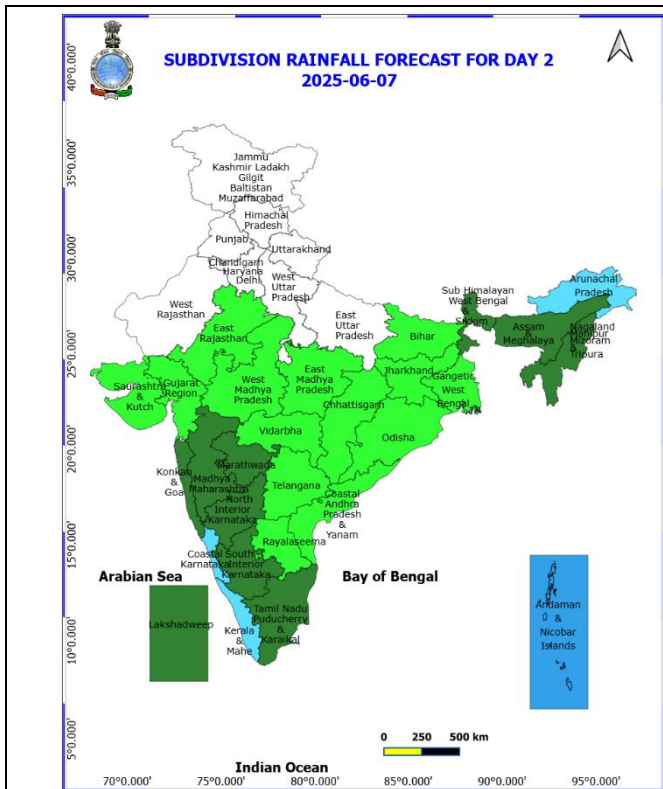 SUBDIVISION RAINFALL FORECAST FOR DAY 2
2025-06-07
40°0.000'
35°0.000'
30°0.000'
25°0.000'
20°0.000'
15°0.000'
10°0.000'
5°0.000'
Jammu
Kashmir Ladakh
Gilgit
Baltistan
Muzaffarabad
Himachal
Pradesh
Punjab
Uttarakhand
Chandigarh
Haryana
Delhi
West
Uttar
Pradesh
West
Rajasthan
East
Uttar
Pradesh
East
Rajasthan
Bihar
Sub Himalayan
West Bengal
&
Sikkim
Arunachal
Pradesh
Assam
&
Meghalaya
Nagaland
Manipur
Mizoram
&
Tripura
Saurashtra
&
Kutch
Gujarat
Region
West
Madhya
Pradesh
East
Madhya
Pradesh
Jharkhand
Gangetic
West
Bengal
Chhattisgarh
Odisha
Vidarbha
Konkan
&
Goa
Madhya
Maharashtra
Marathwada
Telangana
North
Interior
Karnataka
Coastal
Andhra
Pradesh
&
Yanam
Rayalaseema
Coastal
Karnataka
South
Interior
Karnataka
Arabian Sea
Bay of Bengal
Lakshadweep
Kerala
&
Mahe
Tamil Nadu
Puducherry
&
Karaikal
Andaman
&
Nicobar
Islands
0 250 500 km
Indian Ocean
70°0.000' 75°0.000' 80°0.000' 85°0.000' 90°0.000' 95°0.000'